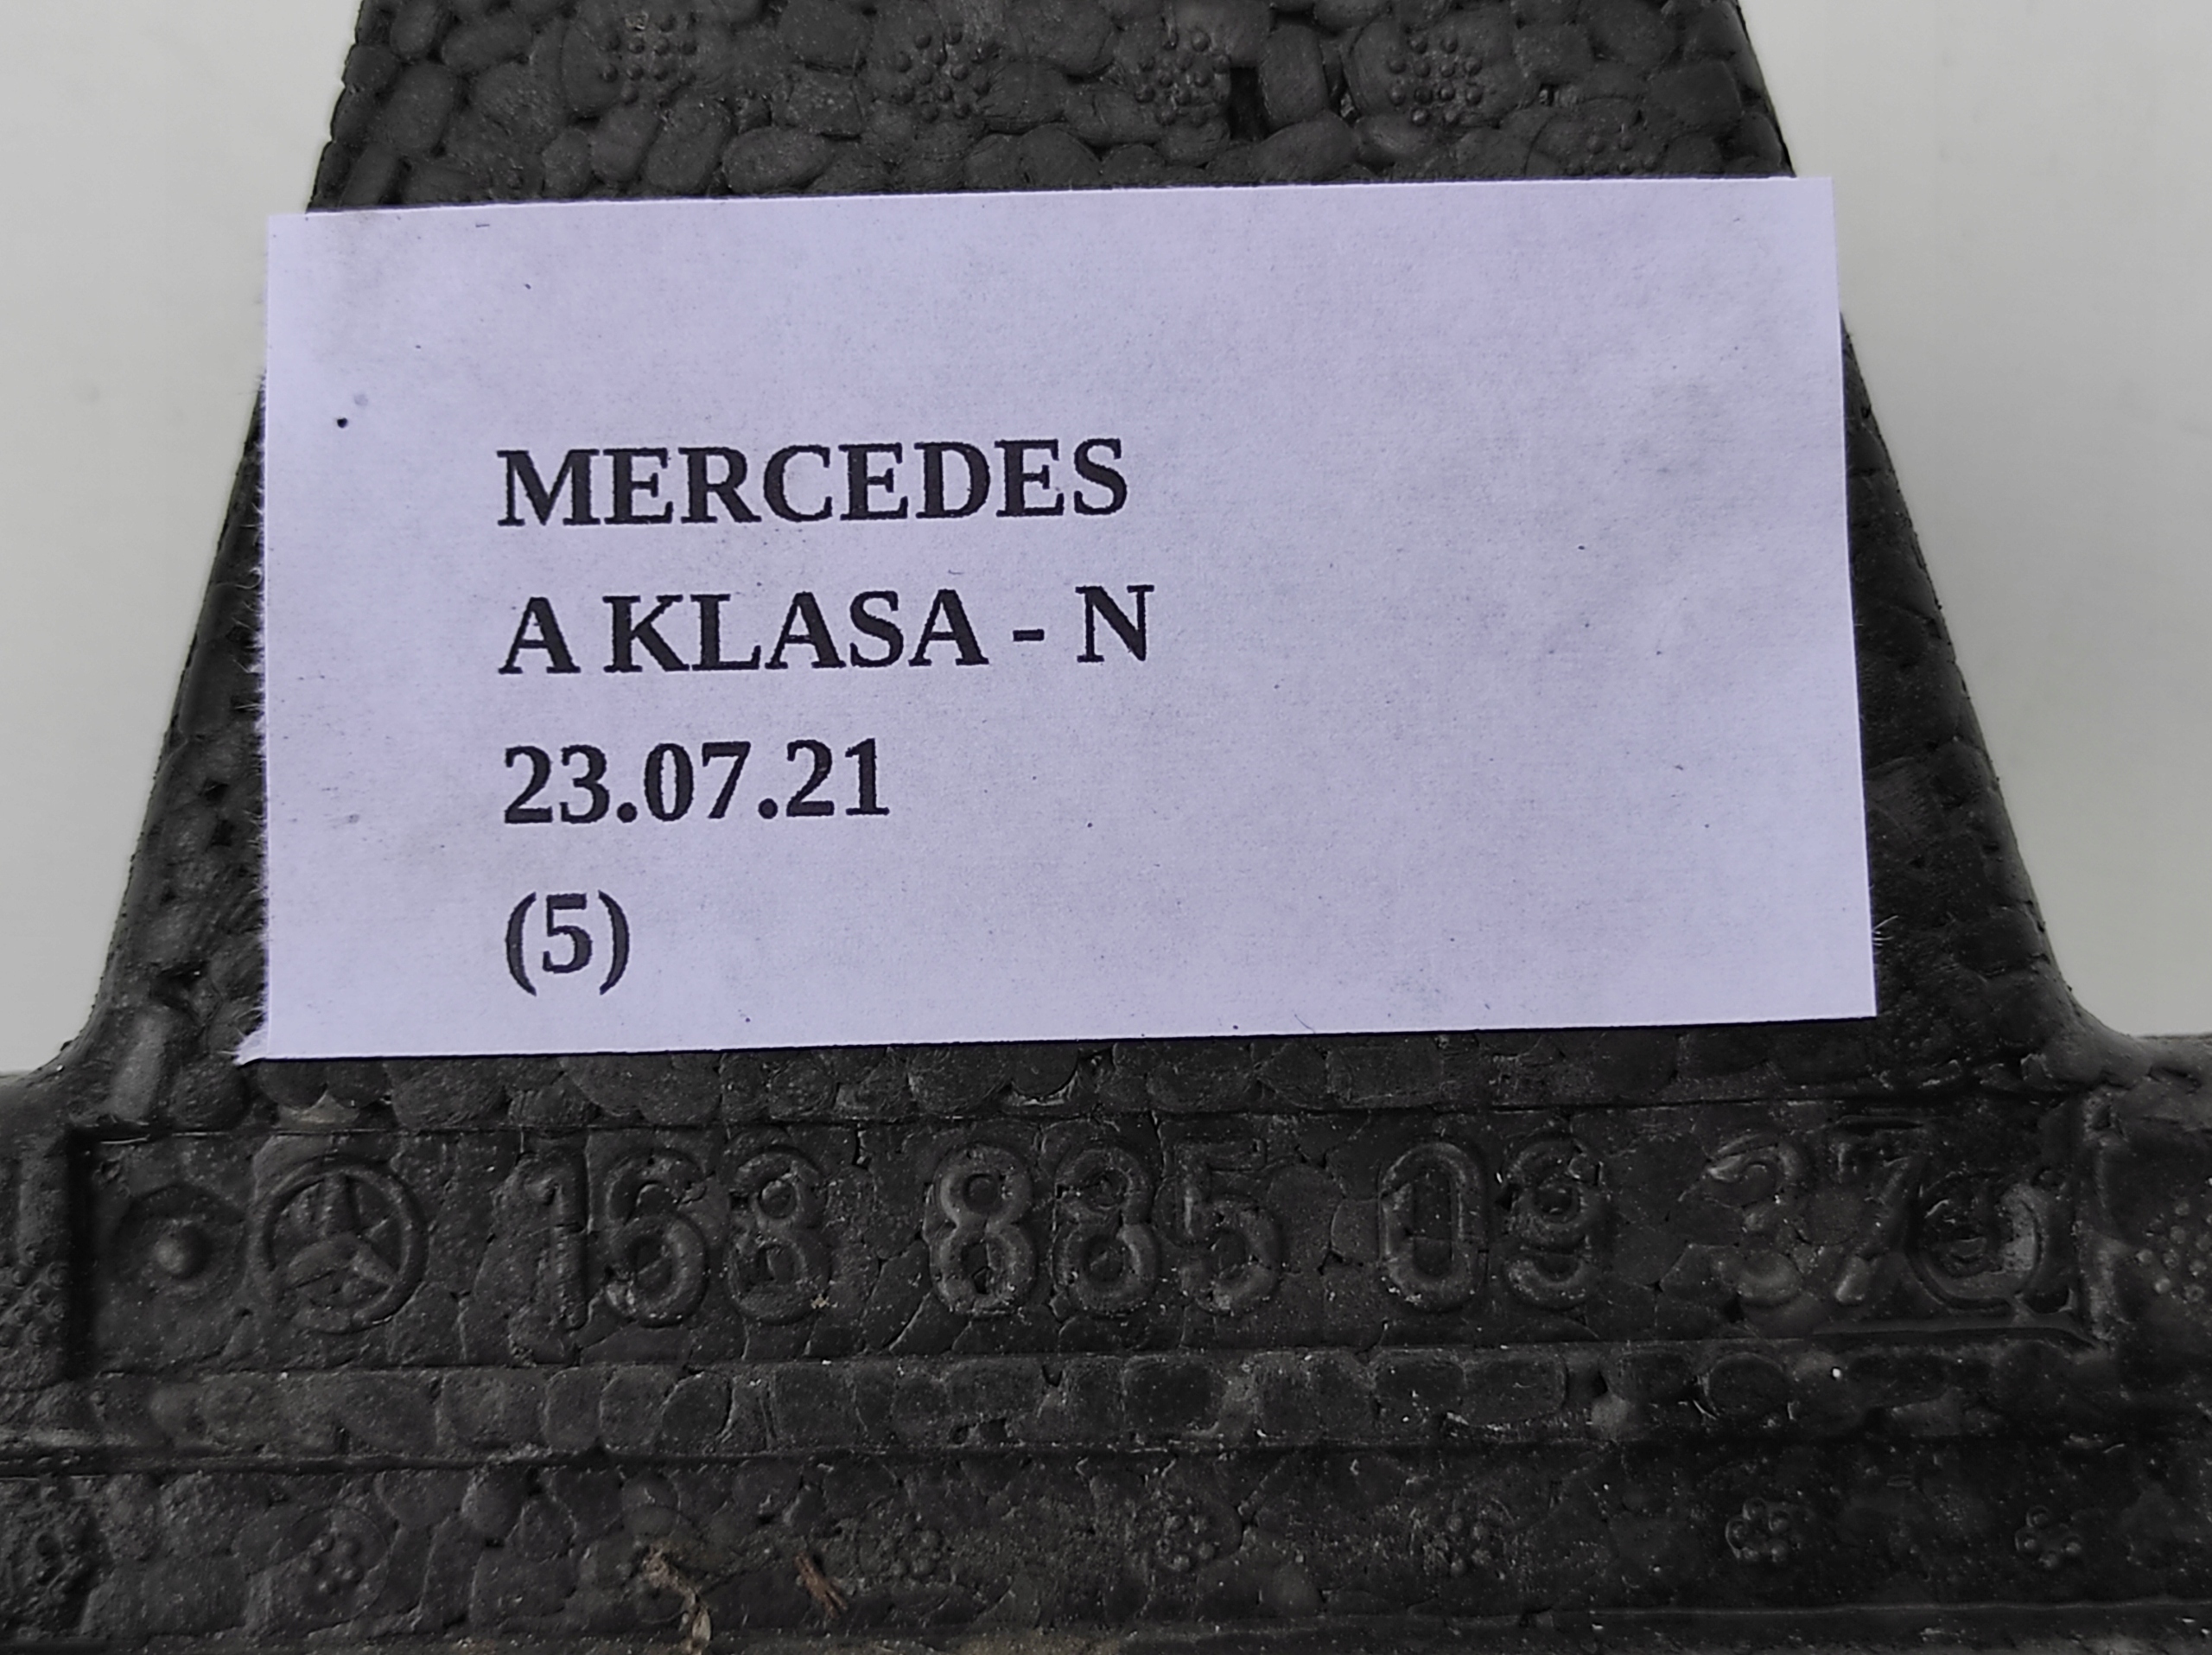 MERCEDES
A KLASA - N
23.07.21
(5)
168 885 09 37